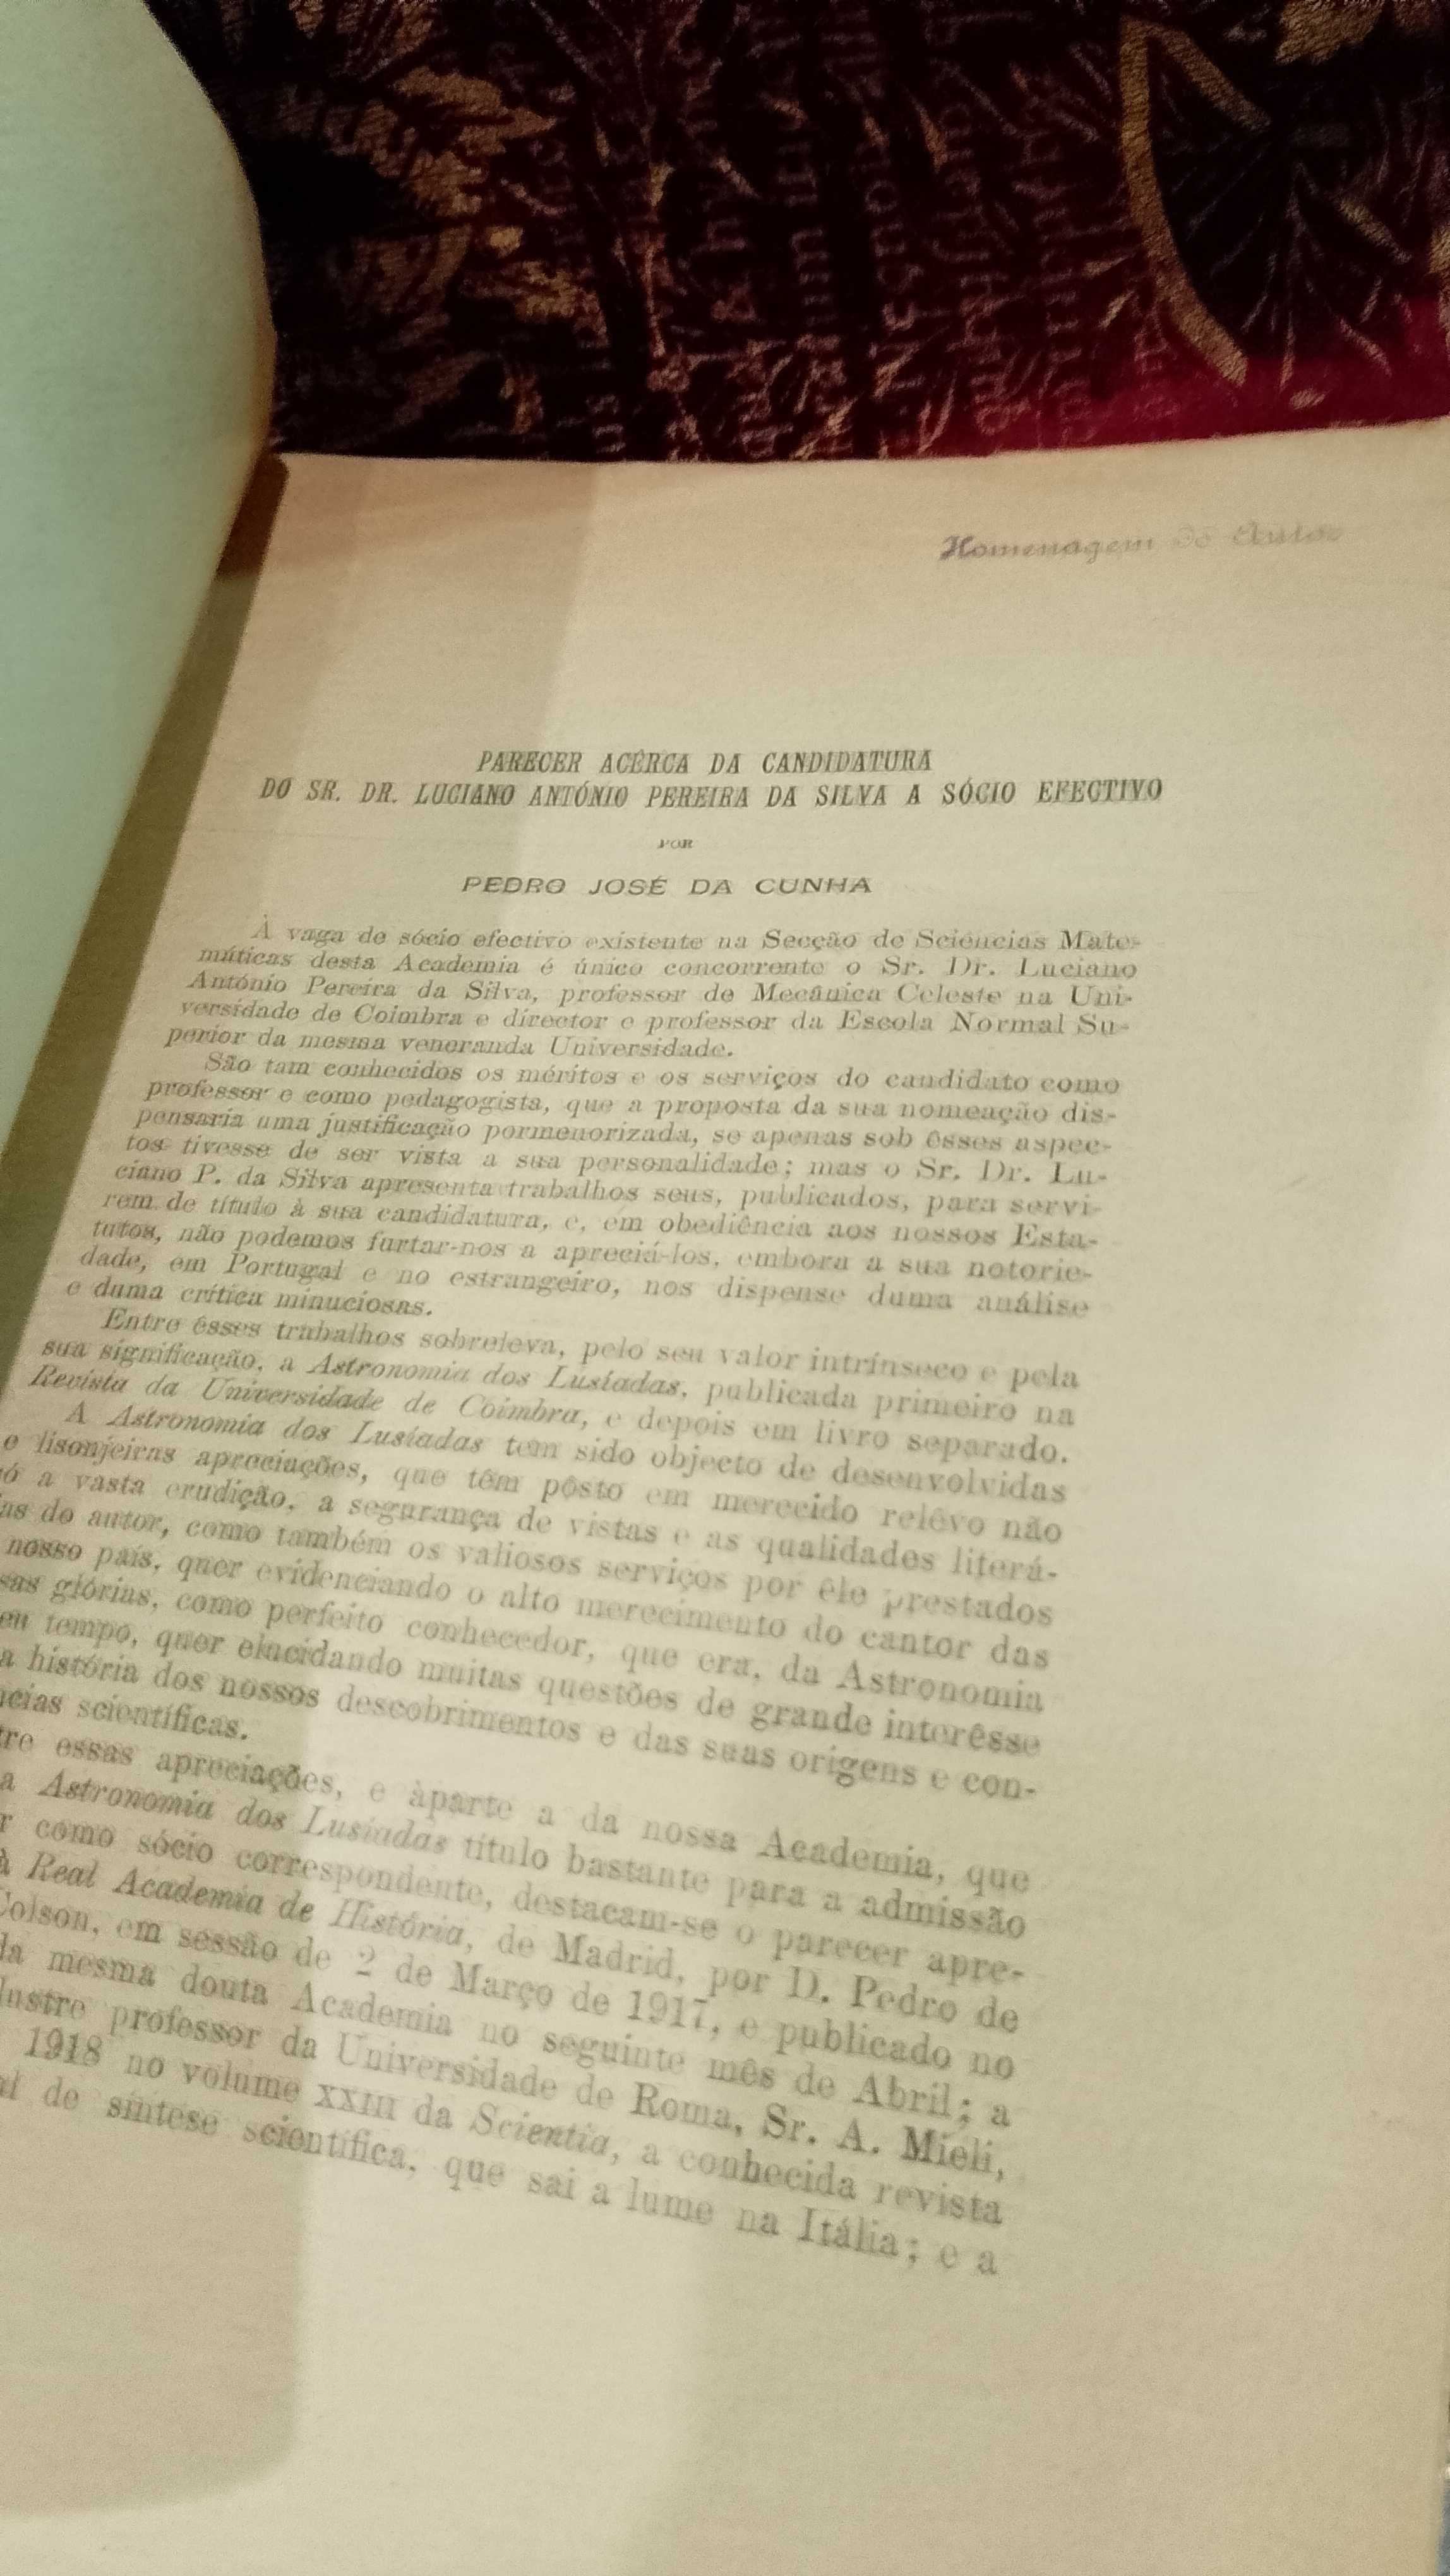 Homenagem do Autor
PARECER ACÊRCA DA CANDIDATURA
DO SR. DR. LUCIANO ANTÓNIO PEREIRA DA SILVA A SÓCIO EFECTIVO
POR
PEDRO JOSÉ DA CUNHA
À vaga de sócio efectivo existente na Secção de Sciências Mate-
máticas desta Academia é único concorrente o Sr. Dr. Luciano
António Pereira da Silva, professor de Mecânica Celeste na Uni-
versidade de Coimbra e director e professor da Escola Normal Su-
perior da mesma veneranda Universidade.
São tam conhecidos os méritos e os serviços do candidato como
professor e como pedagogista, que a proposta da sua nomeação dis-
pensaria uma justificação pormenorizada, se apenas sob êsses aspec-
tos tivesse de ser vista a sua personalidade; mas o Sr. Dr. Lu-
ciano P. da Silva apresenta trabalhos seus, publicados, para servi-
rem de título à sua candidatura, e, em obediência aos nossos Esta-
tutos, não podemos furtar-nos a apreciá-los, embora a sua notorie-
dade, em Portugal e no estrangeiro, nos dispense duma análise
e duma crítica minuciosas.
Entre êsses trabalhos sobreleva, pelo seu valor intrínseco e pela
sua significação, a Astronomia dos Lusíadas, publicada primeiro na
Revista da Universidade de Coímbra, e depois em livro separado.
A Astronomia dos Lusíadas tem sido objecto de desenvolvidas
e lisonjeiras apreciações, que têm pôsto em merecido relêvo não
ó a vasta erudição, a segurança de vistas e as qualidades literá-
ias do autor, como também os valiosos serviços por êle prestados
nosso país, quer evidenciando o alto merecimento do cantor das
sas glórias, como perfeito conhecedor, que era, da Astronomia
eu tempo, quer elucidando muitas questões de grande interêsse
a história dos nossos descobrimentos e das suas origens e con-
ncias scientíficas.
tre essas apreciações, e àparte a da nossa Academia, que
a Astronomia dos Lusíadas título bastante para a admissão
r como sócio correspondente, destacam-se o parecer apre-
à Real Academia de História, de Madrid, por D. Pedro de
Colson, em sessão de 2 de Março de 1917, e publicado no
da mesma douta Academia no seguinte mês de Abril; a
lustre professor da Universidade de Roma, Sr. A. Mieli,
1918 no volume XXIII da Scientia, a conhecida revista
al de síntese scientífica, que sai a lume na Itália; e a